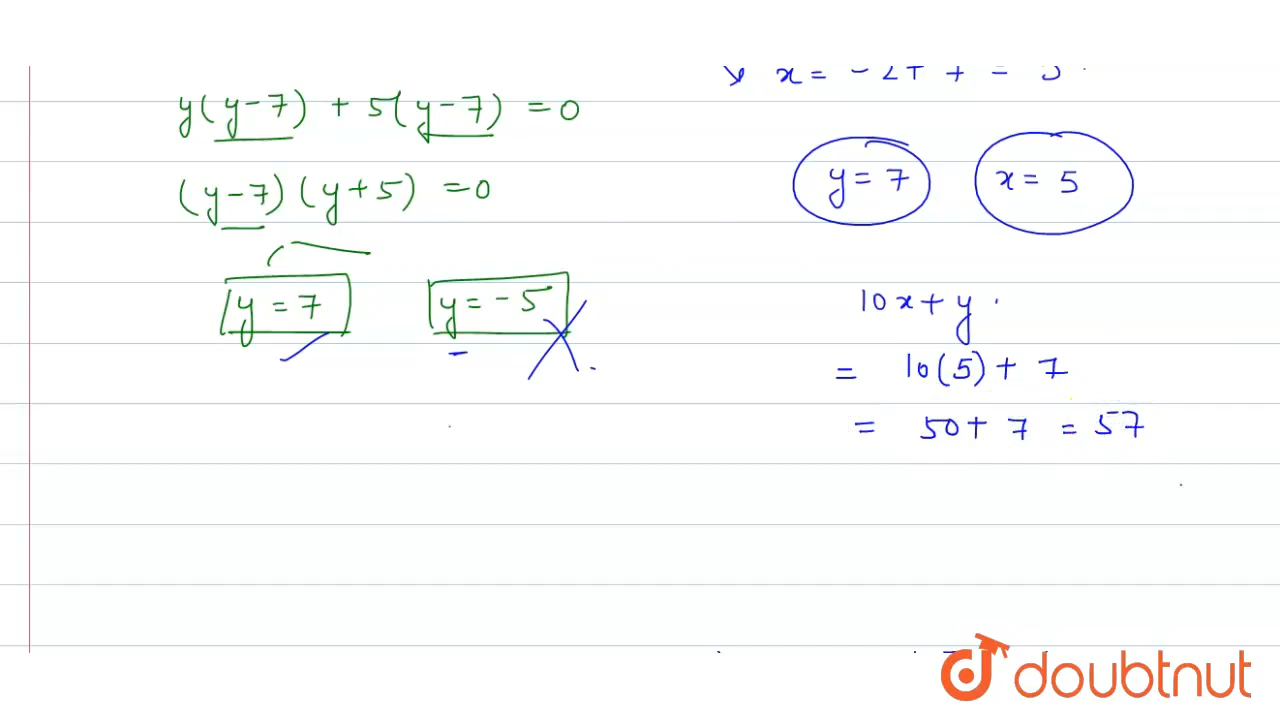 y(y-7) + 5(y-7) = 0
(y-7)(y+5) = 0
y = 7 y = -5
y = 7 x = 5
10x + y
= 10(5) + 7
= 50 + 7 = 57
doubtnut